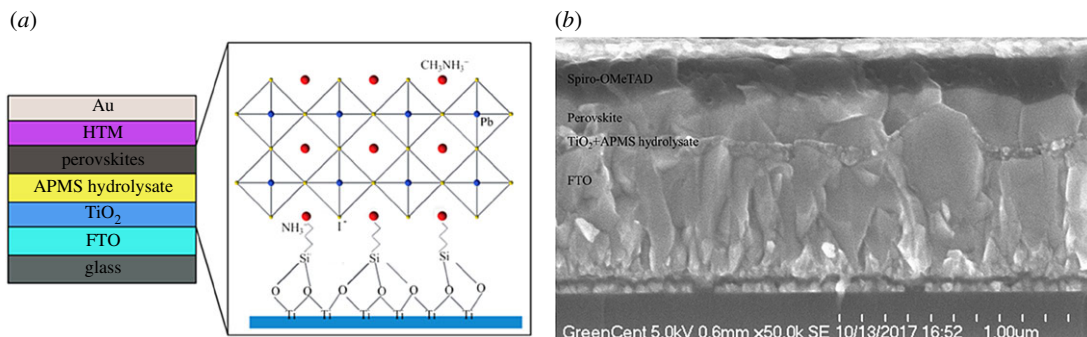 (a)
Au
HTM
perovskites
APMS hydrolysate
TiO₂
FTO
glass
CH₃NH₃⁻
Pb
NH₃ I⁻
Si Si Si
O O O O O O
Ti Ti Ti Ti Ti
(b)
Spiro-OMeTAD
Perovskite
TiO₂+APMS hydrolysate
FTO
GreenCent 5.0kV 0.6mm x50.0k SE 10/13/2017 16:52 1.00um